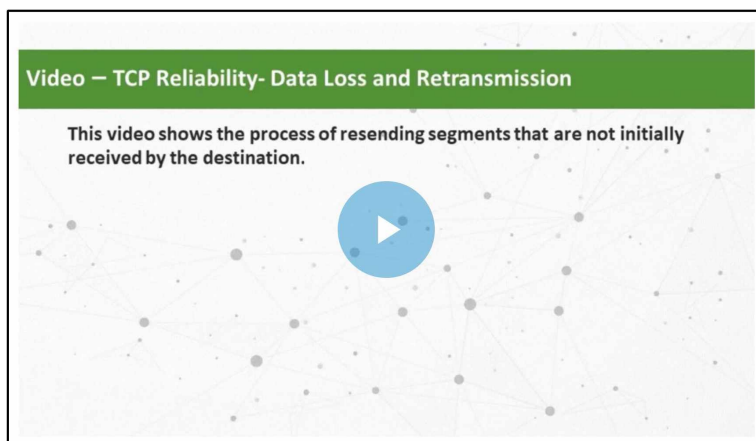 Video – TCP Reliability- Data Loss and Retransmission
This video shows the process of resending segments that are not initially
received by the destination.